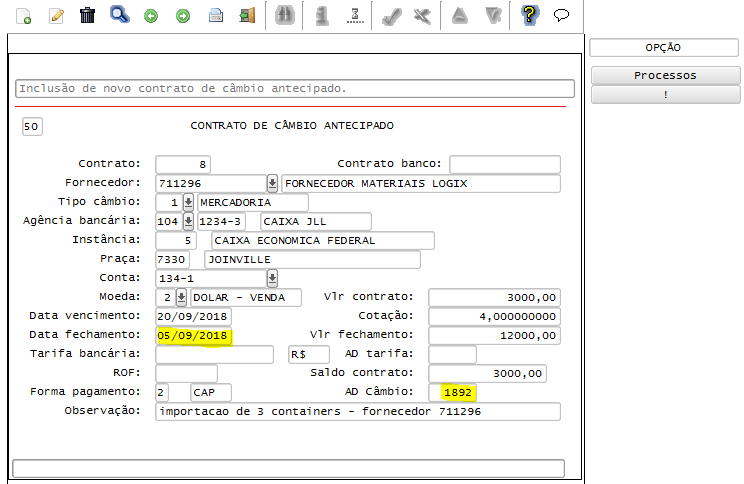 OPÇÃO
Processos
!
Inclusão de novo contrato de câmbio antecipado.
50 CONTRATO DE CÂMBIO ANTECIPADO
Contrato: 8 Contrato banco:
Fornecedor: 711296 FORNECEDOR MATERIAIS LOGIX
Tipo câmbio: 1 MERCADORIA
Agência bancária: 104 1234-3 CAIXA JLL
Instância: 5 CAIXA ECONOMICA FEDERAL
Praça: 7330 JOINVILLE
Conta: 134-1
Moeda: 2 DOLAR - VENDA Vlr contrato: 3000,00
Data vencimento: 20/09/2018 Cotação: 4,000000000
Data fechamento: 05/09/2018 Vlr fechamento: 12000,00
Tarifa bancária: R$ AD tarifa:
ROF: Saldo contrato: 3000,00
Forma pagamento: 2 CAP AD Câmbio: 1892
Observação: importacao de 3 containers - fornecedor 711296